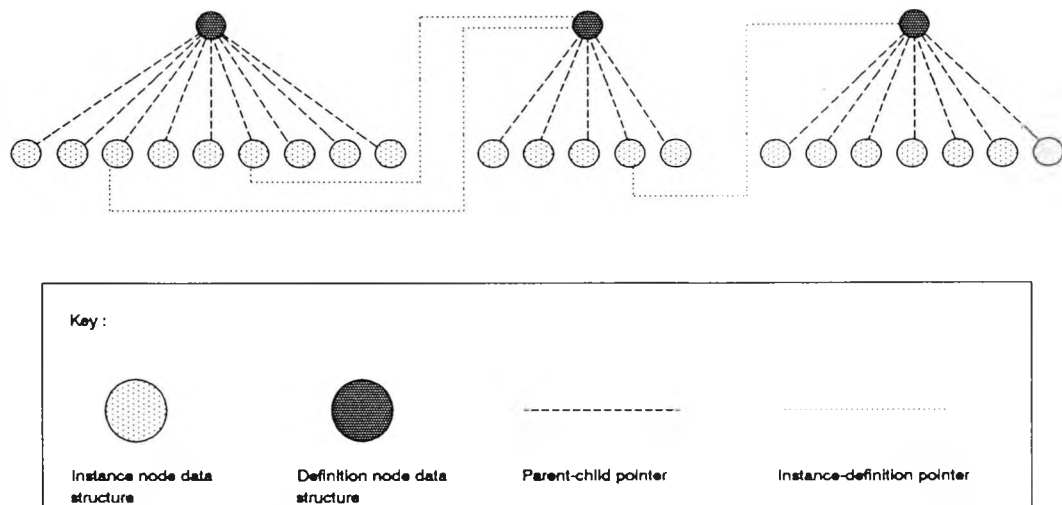 Key :
Instance node data
structure
Definition node data
structure
Parent-child pointer
Instance-definition pointer